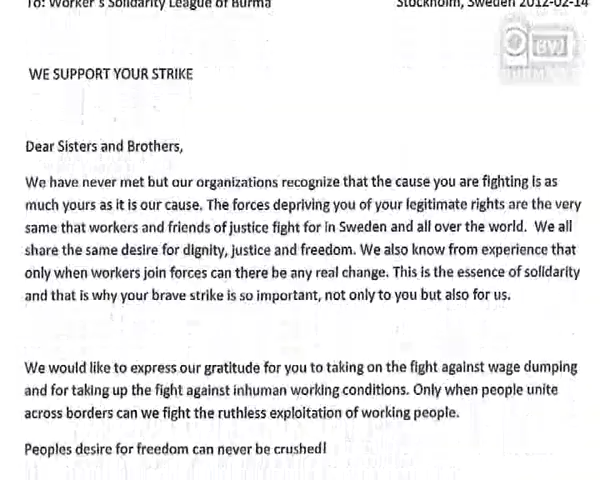 To: Worker's Solidarity League of Burma Stockholm, Sweden 2012-02-14
BVJ
WE SUPPORT YOUR STRIKE
Dear Sisters and Brothers,
We have never met but our organizations recognize that the cause you are fighting is as
much yours as it is our cause. The forces depriving you of your legitimate rights are the very
same that workers and friends of justice fight for in Sweden and all over the world. We all
share the same desire for dignity, justice and freedom. We also know from experience that
only when workers join forces can there be any real change. This is the essence of solidarity
and that is why your brave strike is so important, not only to you but also for us.
We would like to express our gratitude for you to taking on the fight against wage dumping
and for taking up the fight against inhuman working conditions. Only when people unite
across borders can we fight the ruthless exploitation of working people.
Peoples desire for freedom can never be crushed!